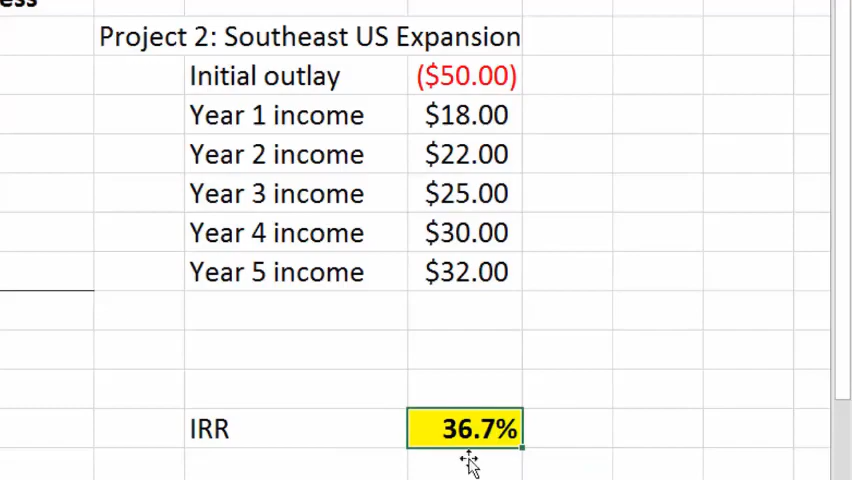 ess
Project 2: Southeast US Expansion
Initial outlay ($50.00)
Year 1 income $18.00
Year 2 income $22.00
Year 3 income $25.00
Year 4 income $30.00
Year 5 income $32.00
IRR 36.7%